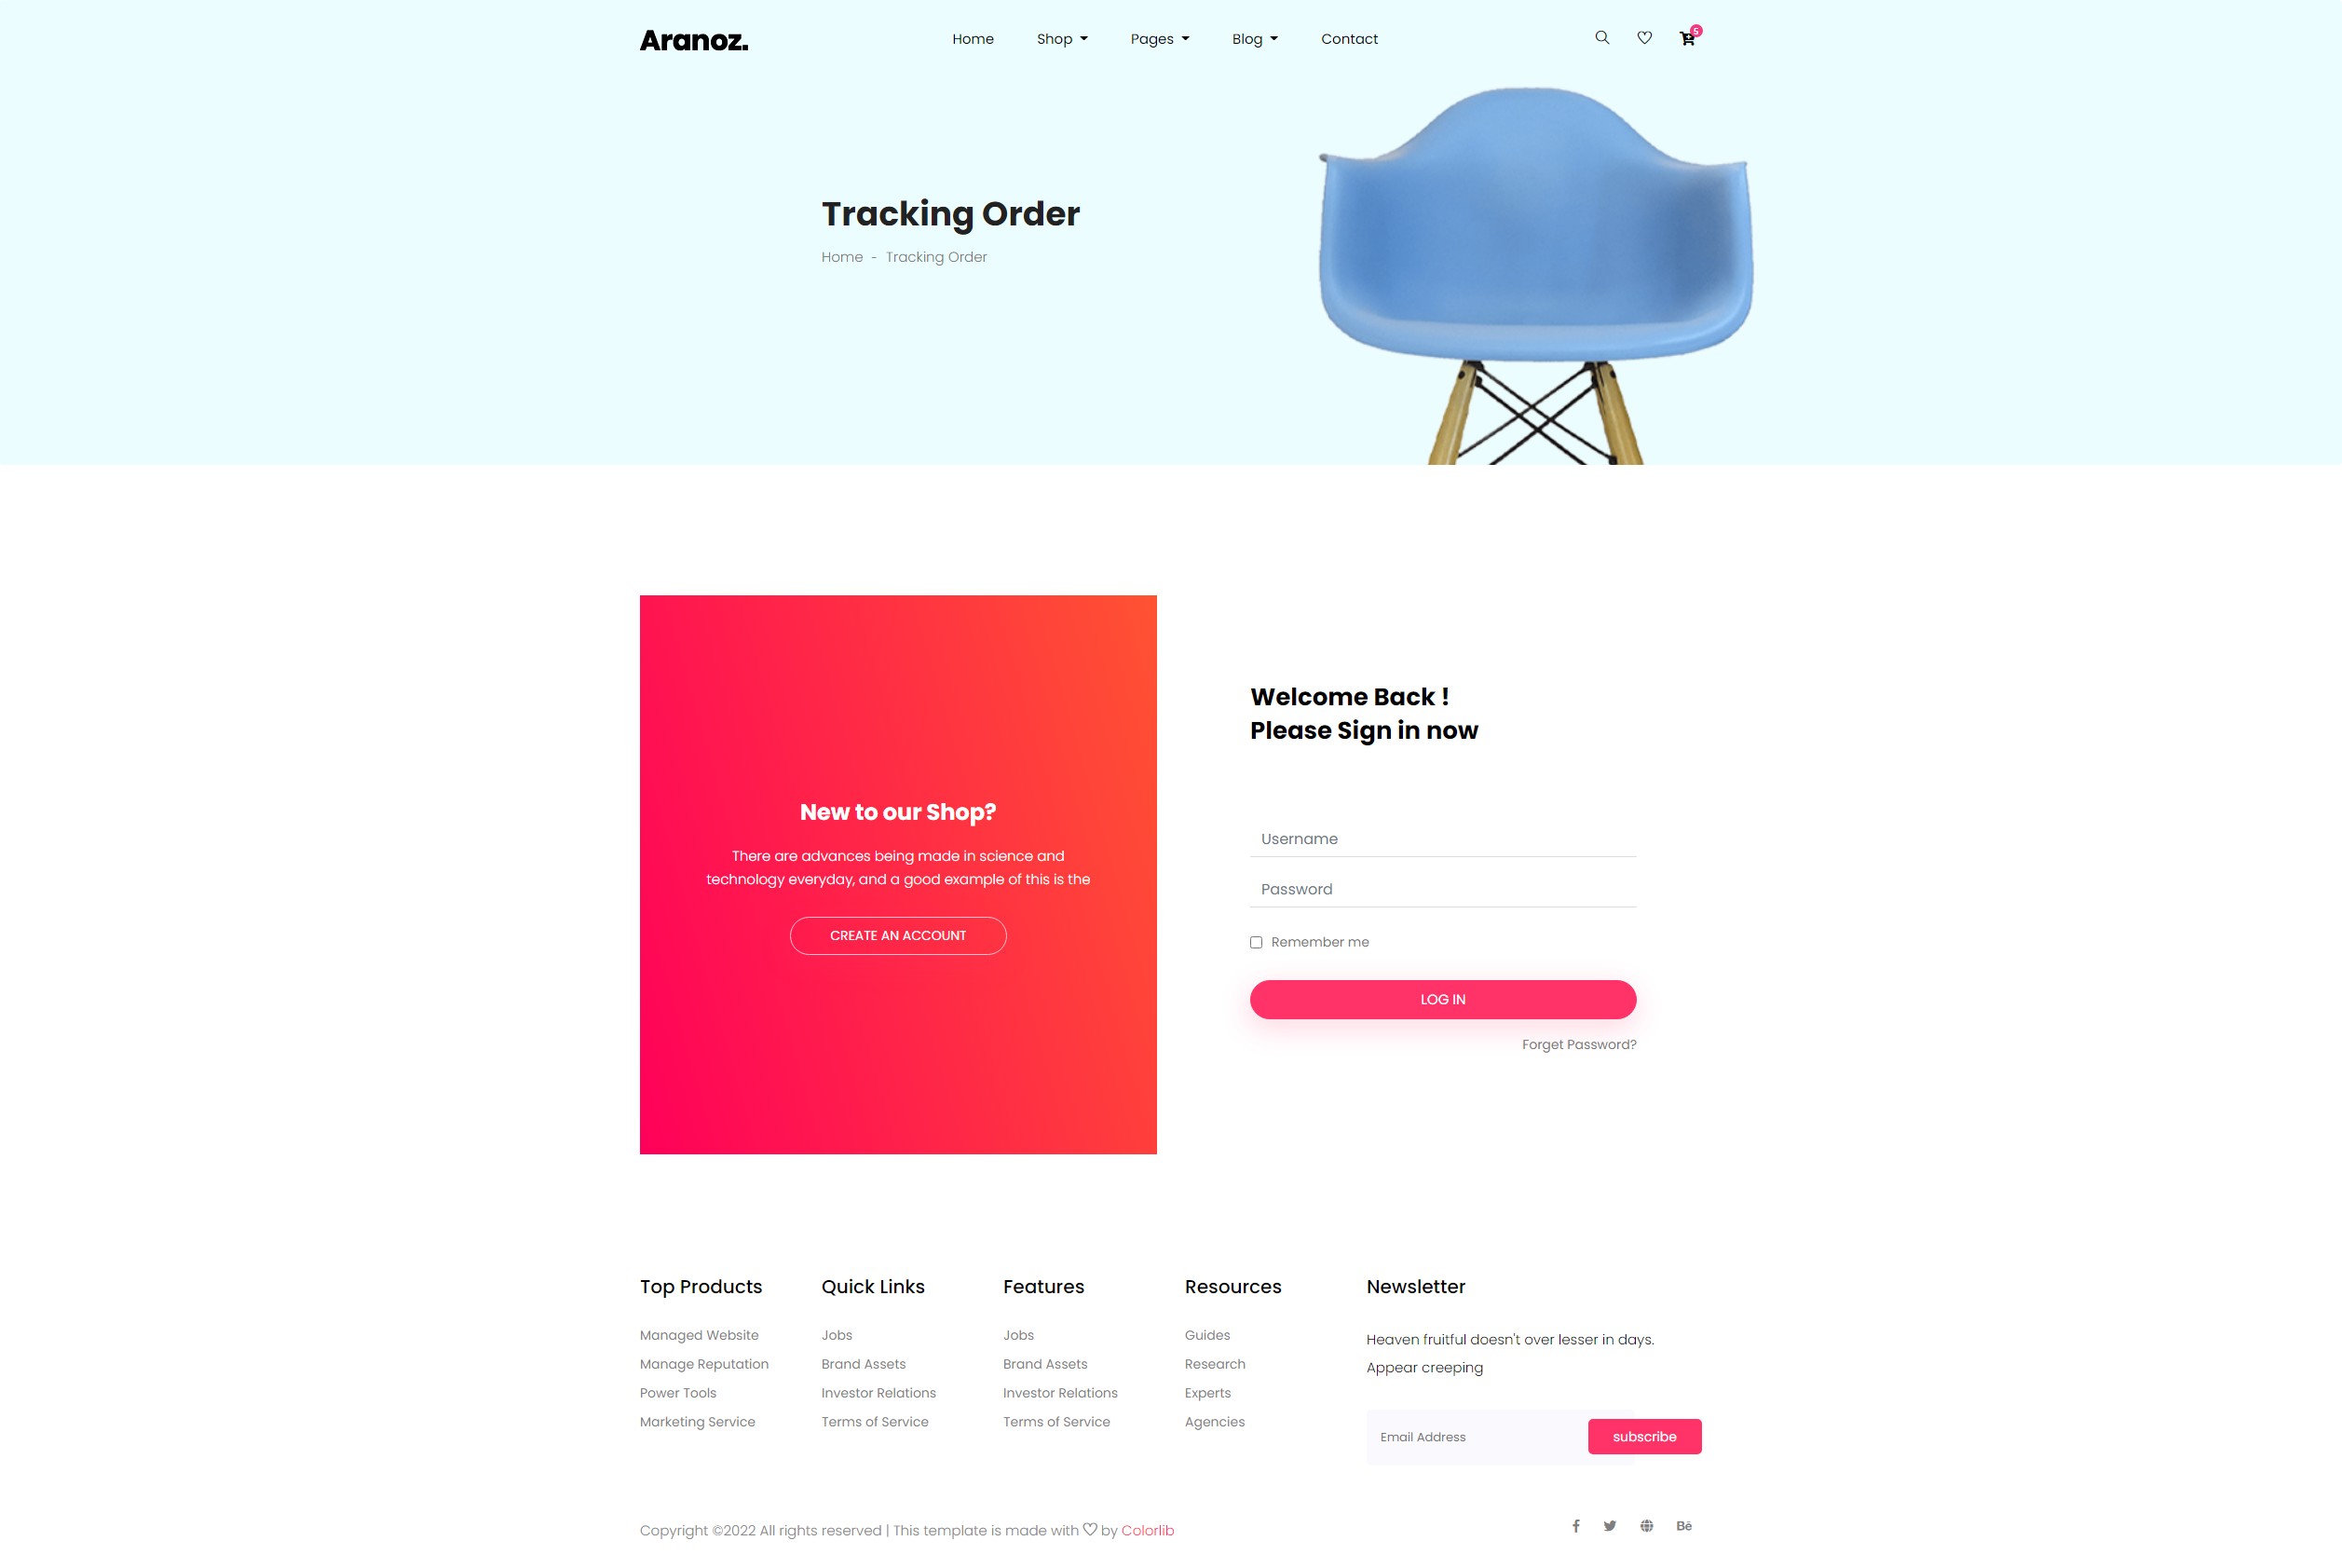 Aranoz.
Home Shop Pages Blog Contact
5
Tracking Order
Home - Tracking Order
New to our Shop?
There are advances being made in science and
technology everyday, and a good example of this is the
CREATE AN ACCOUNT
Welcome Back !
Please Sign in now
Username
Password
Remember me
LOG IN
Forget Password?
Top Products
Managed Website
Manage Reputation
Power Tools
Marketing Service
Quick Links
Jobs
Brand Assets
Investor Relations
Terms of Service
Features
Jobs
Brand Assets
Investor Relations
Terms of Service
Resources
Guides
Research
Experts
Agencies
Newsletter
Heaven fruitful doesn't over lesser in days.
Appear creeping
Email Address
subscribe
Copyright ©2022 All rights reserved | This template is made with ♡ by Colorlib